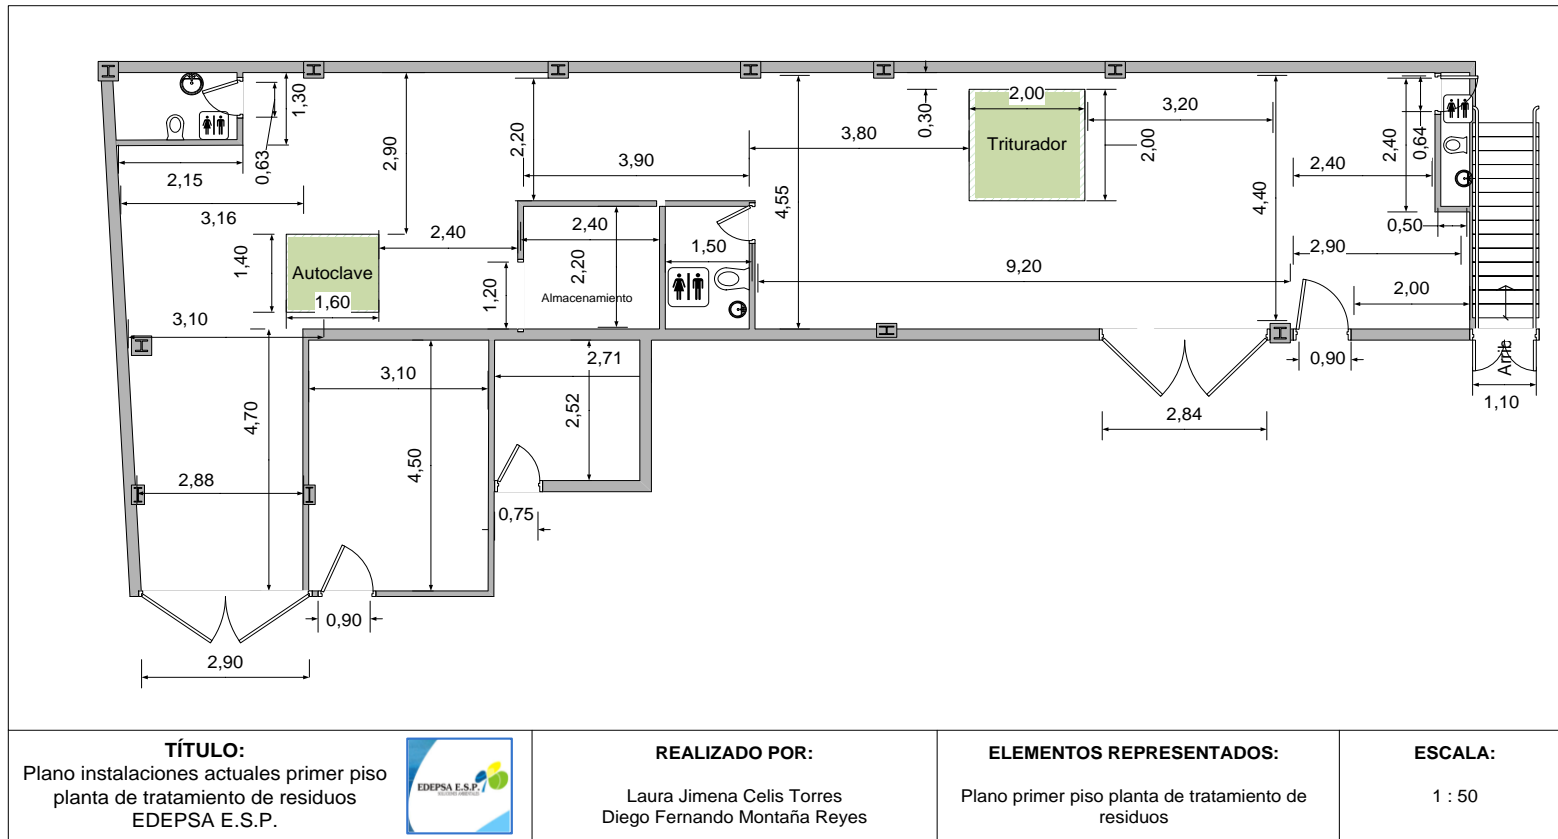 1,30
0,63
2,15
3,16
2,90
2,20
3,90
3,80
0,30
2,00
Triturador
2,00
3,20
4,55
4,40
2,40
2,40
0,64
0,50
2,90
2,00
9,20
1,40
Autoclave
1,60
2,40
1,20
2,40
2,20
Almacenamiento
1,50
3,10
4,70
2,88
3,10
4,50
2,71
2,52
0,75
0,90
2,90
2,84
0,90
1,10
TÍTULO:
Plano instalaciones actuales primer piso
planta de tratamiento de residuos
EDEPSA E.S.P.
EDEPSA E.S.P.
REALIZADO POR:
Laura Jimena Celis Torres
Diego Fernando Montaña Reyes
ELEMENTOS REPRESENTADOS:
Plano primer piso planta de tratamiento de
residuos
ESCALA:
1 : 50